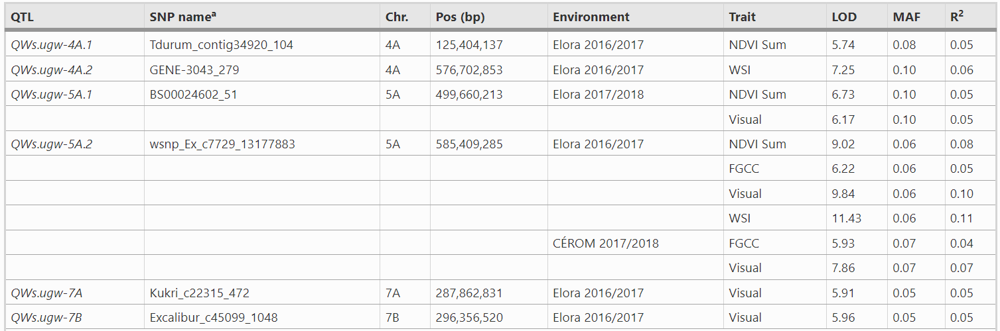 QTL SNP nameᵃ Chr. Pos (bp) Environment Trait LOD MAF R²
QWs.ugw-4A.1 Tdurum_contig34920_104 4A 125,404,137 Elora 2016/2017 NDVI Sum 5.74 0.08 0.05
QWs.ugw-4A.2 GENE-3043_279 4A 576,702,853 Elora 2016/2017 WSI 7.25 0.10 0.06
QWs.ugw-5A.1 BS00024602_51 5A 499,660,213 Elora 2017/2018 NDVI Sum 6.73 0.10 0.05
Visual 6.17 0.10 0.05
QWs.ugw-5A.2 wsnp_Ex_c7729_13177883 5A 585,409,285 Elora 2016/2017 NDVI Sum 9.02 0.06 0.08
FGCC 6.22 0.06 0.05
Visual 9.84 0.06 0.10
WSI 11.43 0.06 0.11
CÉROM 2017/2018 FGCC 5.93 0.07 0.04
Visual 7.86 0.07 0.07
QWs.ugw-7A Kukri_c22315_472 7A 287,862,831 Elora 2016/2017 Visual 5.91 0.05 0.05
QWs.ugw-7B Excalibur_c45099_1048 7B 296,356,520 Elora 2016/2017 Visual 5.96 0.05 0.05